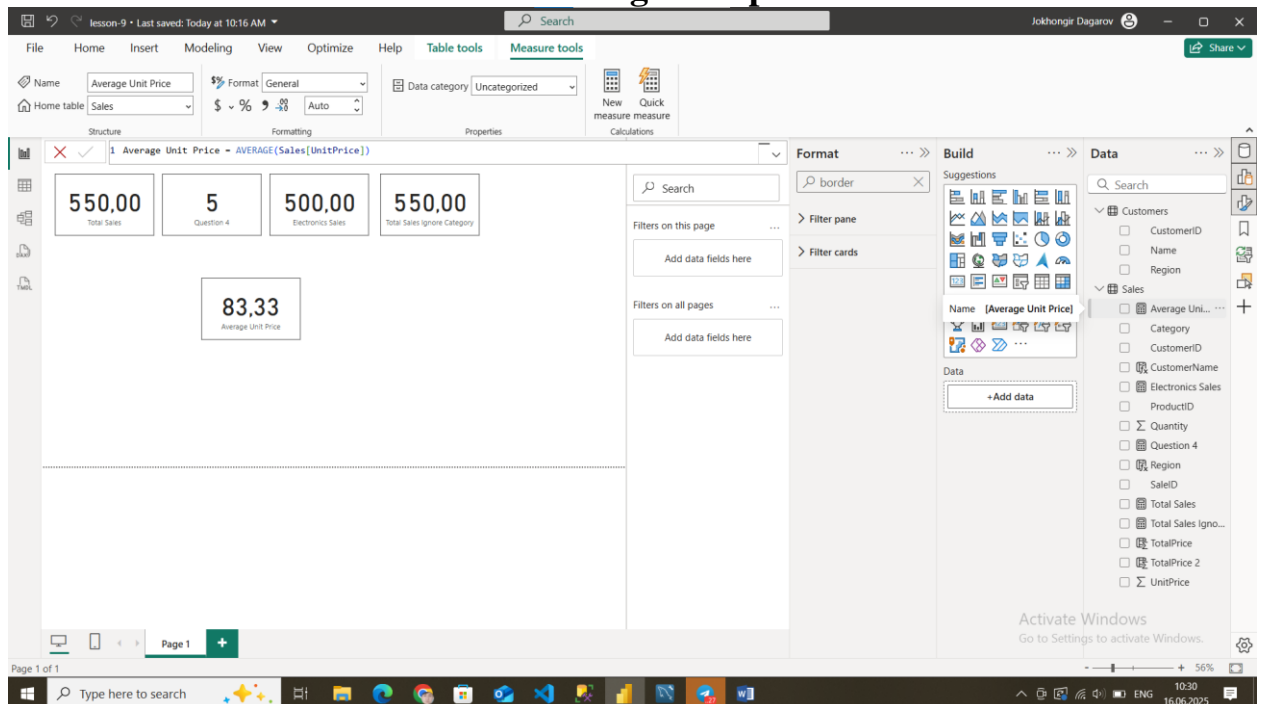 lesson-9 • Last saved: Today at 10:16 AM
Search
Jokhongir Dagarov
File Home Insert Modeling View Optimize Help Table tools Measure tools
Share
Name Average Unit Price
Home table Sales
Structure
Format General
$ % Auto
Formatting
Data category Uncategorized
Properties
New measure
Quick measure
Calculations
1 Average Unit Price = AVERAGE(Sales[UnitPrice])
550,00
Total Sales
5
Question 4
500,00
Electronics Sales
550,00
Total Sales Ignore Category
83,33
Average Unit Price
Search
Filters on this page ...
Add data fields here
Filters on all pages ...
Add data fields here
Format ...
border
Filter pane
Filter cards
Build ...
Suggestions
Name [Average Unit Price]
Data
+Add data
Data ...
Search
Customers
CustomerID
Name
Region
Sales
Average Uni... ...
Category
CustomerID
CustomerName
Electronics Sales
ProductID
Quantity
Question 4
Region
SaleID
Total Sales
Total Sales Igno...
TotalPrice
TotalPrice 2
UnitPrice
Activate Windows
Go to Settings to activate Windows.
Page 1
Page 1 of 1
- + 56%
Type here to search
ENG
10:30
16.06.2025